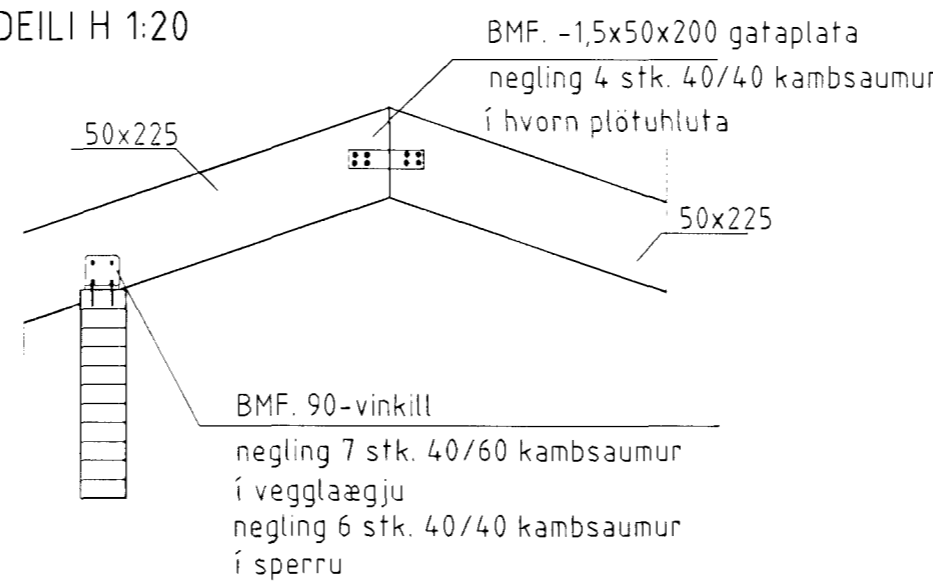 DEILI H 1:20
BMF. -1,5x50x200 gataplata
negling 4 stk. 40/40 kambsaumur
í hvorn plötuhluta
50x225
50x225
BMF. 90-vinkill
negling 7 stk. 40/60 kambsaumur
í vegglaægju
negling 6 stk. 40/40 kambsaumur
í sperru